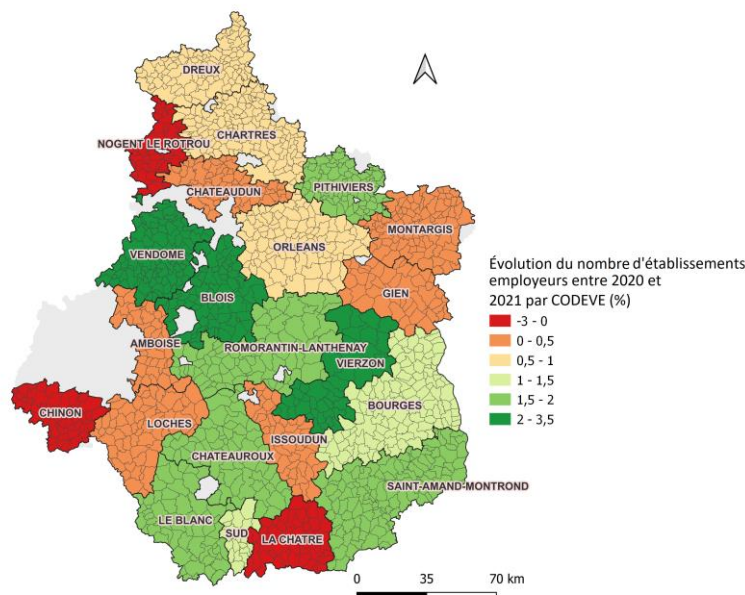 DREUX
CHARTRES
NOGENT LE ROTROU
CHATEAUDUN
PITHIVIERS
MONTARGIS
ORLEANS
VENDOME
GIEN
BLOIS
AMBOISE
ROMORANTIN-LANTHENAY
VIERZON
BOURGES
CHINON
LOCHES
ISSOUDUN
CHATEAUROUX
SAINT-AMAND-MONTROND
LE BLANC
SUD
LA CHATRE
Évolution du nombre d'établissements
employeurs entre 2020 et
2021 par CODEVE (%)
-3 - 0
0 - 0,5
0,5 - 1
1 - 1,5
1,5 - 2
2 - 3,5
0 35 70 km